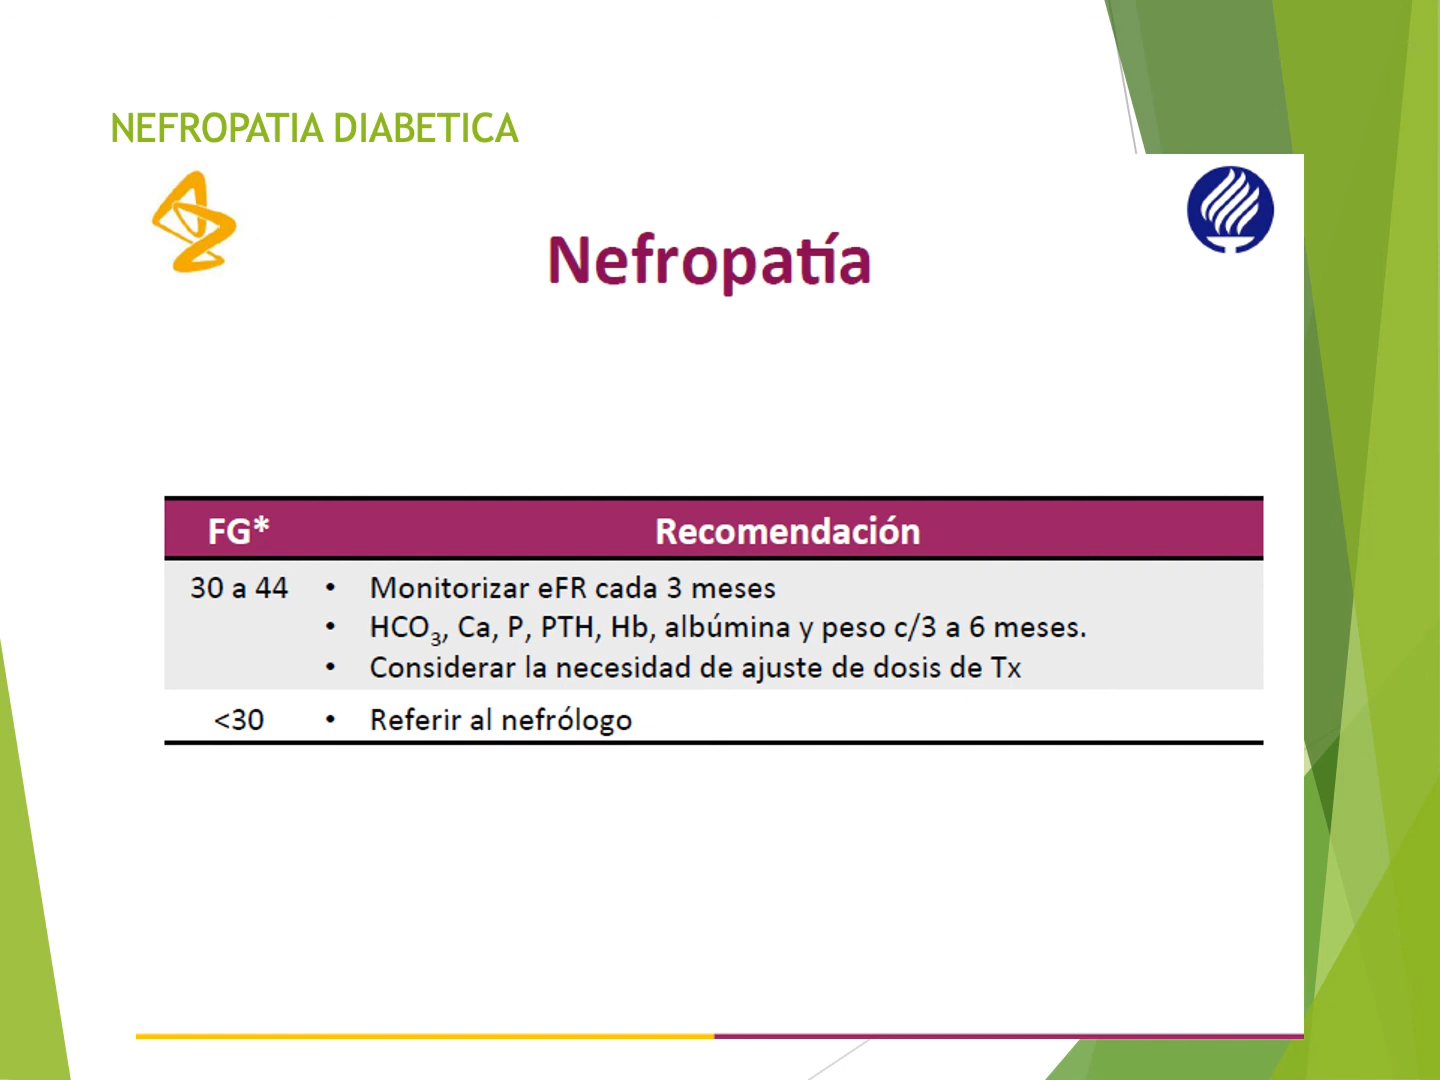 NEFROPATIA DIABETICA
Nefropatía
FG* Recomendación
30 a 44 • Monitorizar eFR cada 3 meses
• HCO3, Ca, P, PTH, Hb, albúmina y peso c/3 a 6 meses.
• Considerar la necesidad de ajuste de dosis de Tx
<30 • Referir al nefrólogo